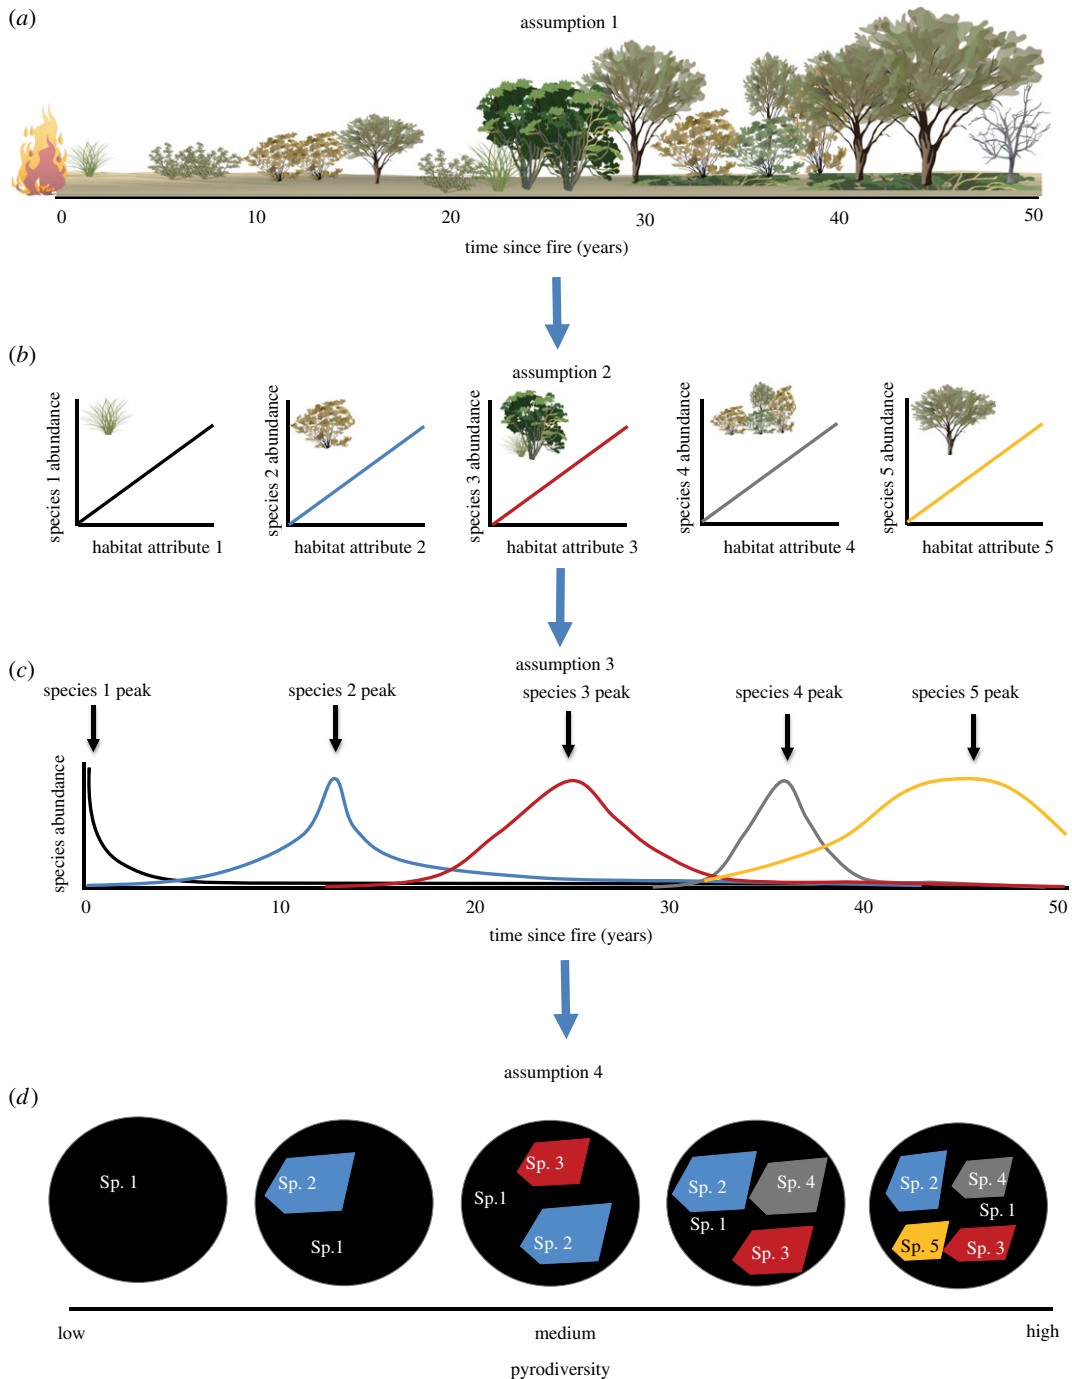 (a)
assumption 1
0 10 20 30 40 50
time since fire (years)
(b)
assumption 2
species 1 abundance
habitat attribute 1
species 2 abundance
habitat attribute 2
species 3 abundance
habitat attribute 3
species 4 abundance
habitat attribute 4
species 5 abundance
habitat attribute 5
(c)
assumption 3
species 1 peak
species 2 peak
species 3 peak
species 4 peak
species 5 peak
species abundance
0 10 20 30 40 50
time since fire (years)
assumption 4
(d)
Sp. 1
Sp. 2
Sp.1
Sp. 3
Sp.1
Sp. 2
Sp. 2
Sp. 4
Sp.1
Sp. 3
Sp. 2
Sp. 4
Sp. 1
Sp. 5
Sp. 3
low medium high
pyrodiversity